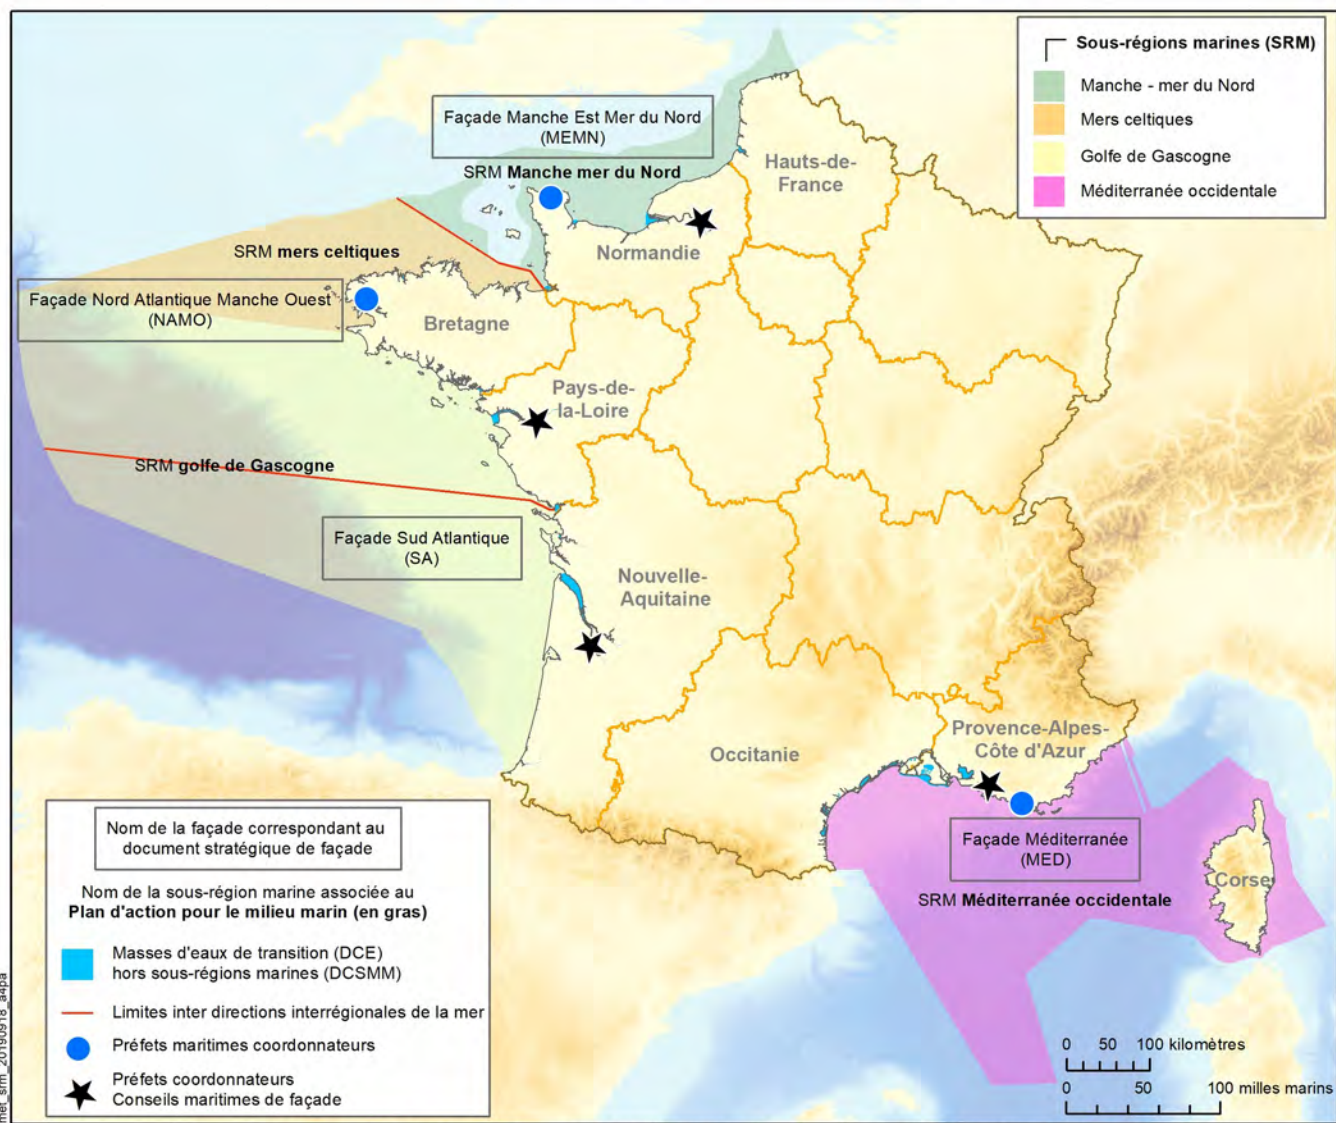 Sous-régions marines (SRM)
Manche - mer du Nord
Mers celtiques
Golfe de Gascogne
Méditerranée occidentale
Façade Manche Est Mer du Nord
(MEMN)
SRM Manche mer du Nord
Hauts-de-
France
Normandie
SRM mers celtiques
Façade Nord Atlantique Manche Ouest
(NAMO)
Bretagne
Pays-de-
la-Loire
SRM golfe de Gascogne
Façade Sud Atlantique
(SA)
Nouvelle-
Aquitaine
Occitanie
Provence-Alpes-
Côte d'Azur
Façade Méditerranée
(MED)
SRM Méditerranée occidentale
Corse
Nom de la façade correspondant au
document stratégique de façade
Nom de la sous-région marine associée au
Plan d'action pour le milieu marin (en gras)
Masses d'eaux de transition (DCE)
hors sous-régions marines (DCSMM)
Limites inter directions interrégionales de la mer
Préfets maritimes coordonnateurs
Préfets coordonnateurs
Conseils maritimes de façade
0 50 100 kilomètres
0 50 100 milles marins
met_srm_20190918_a4pa